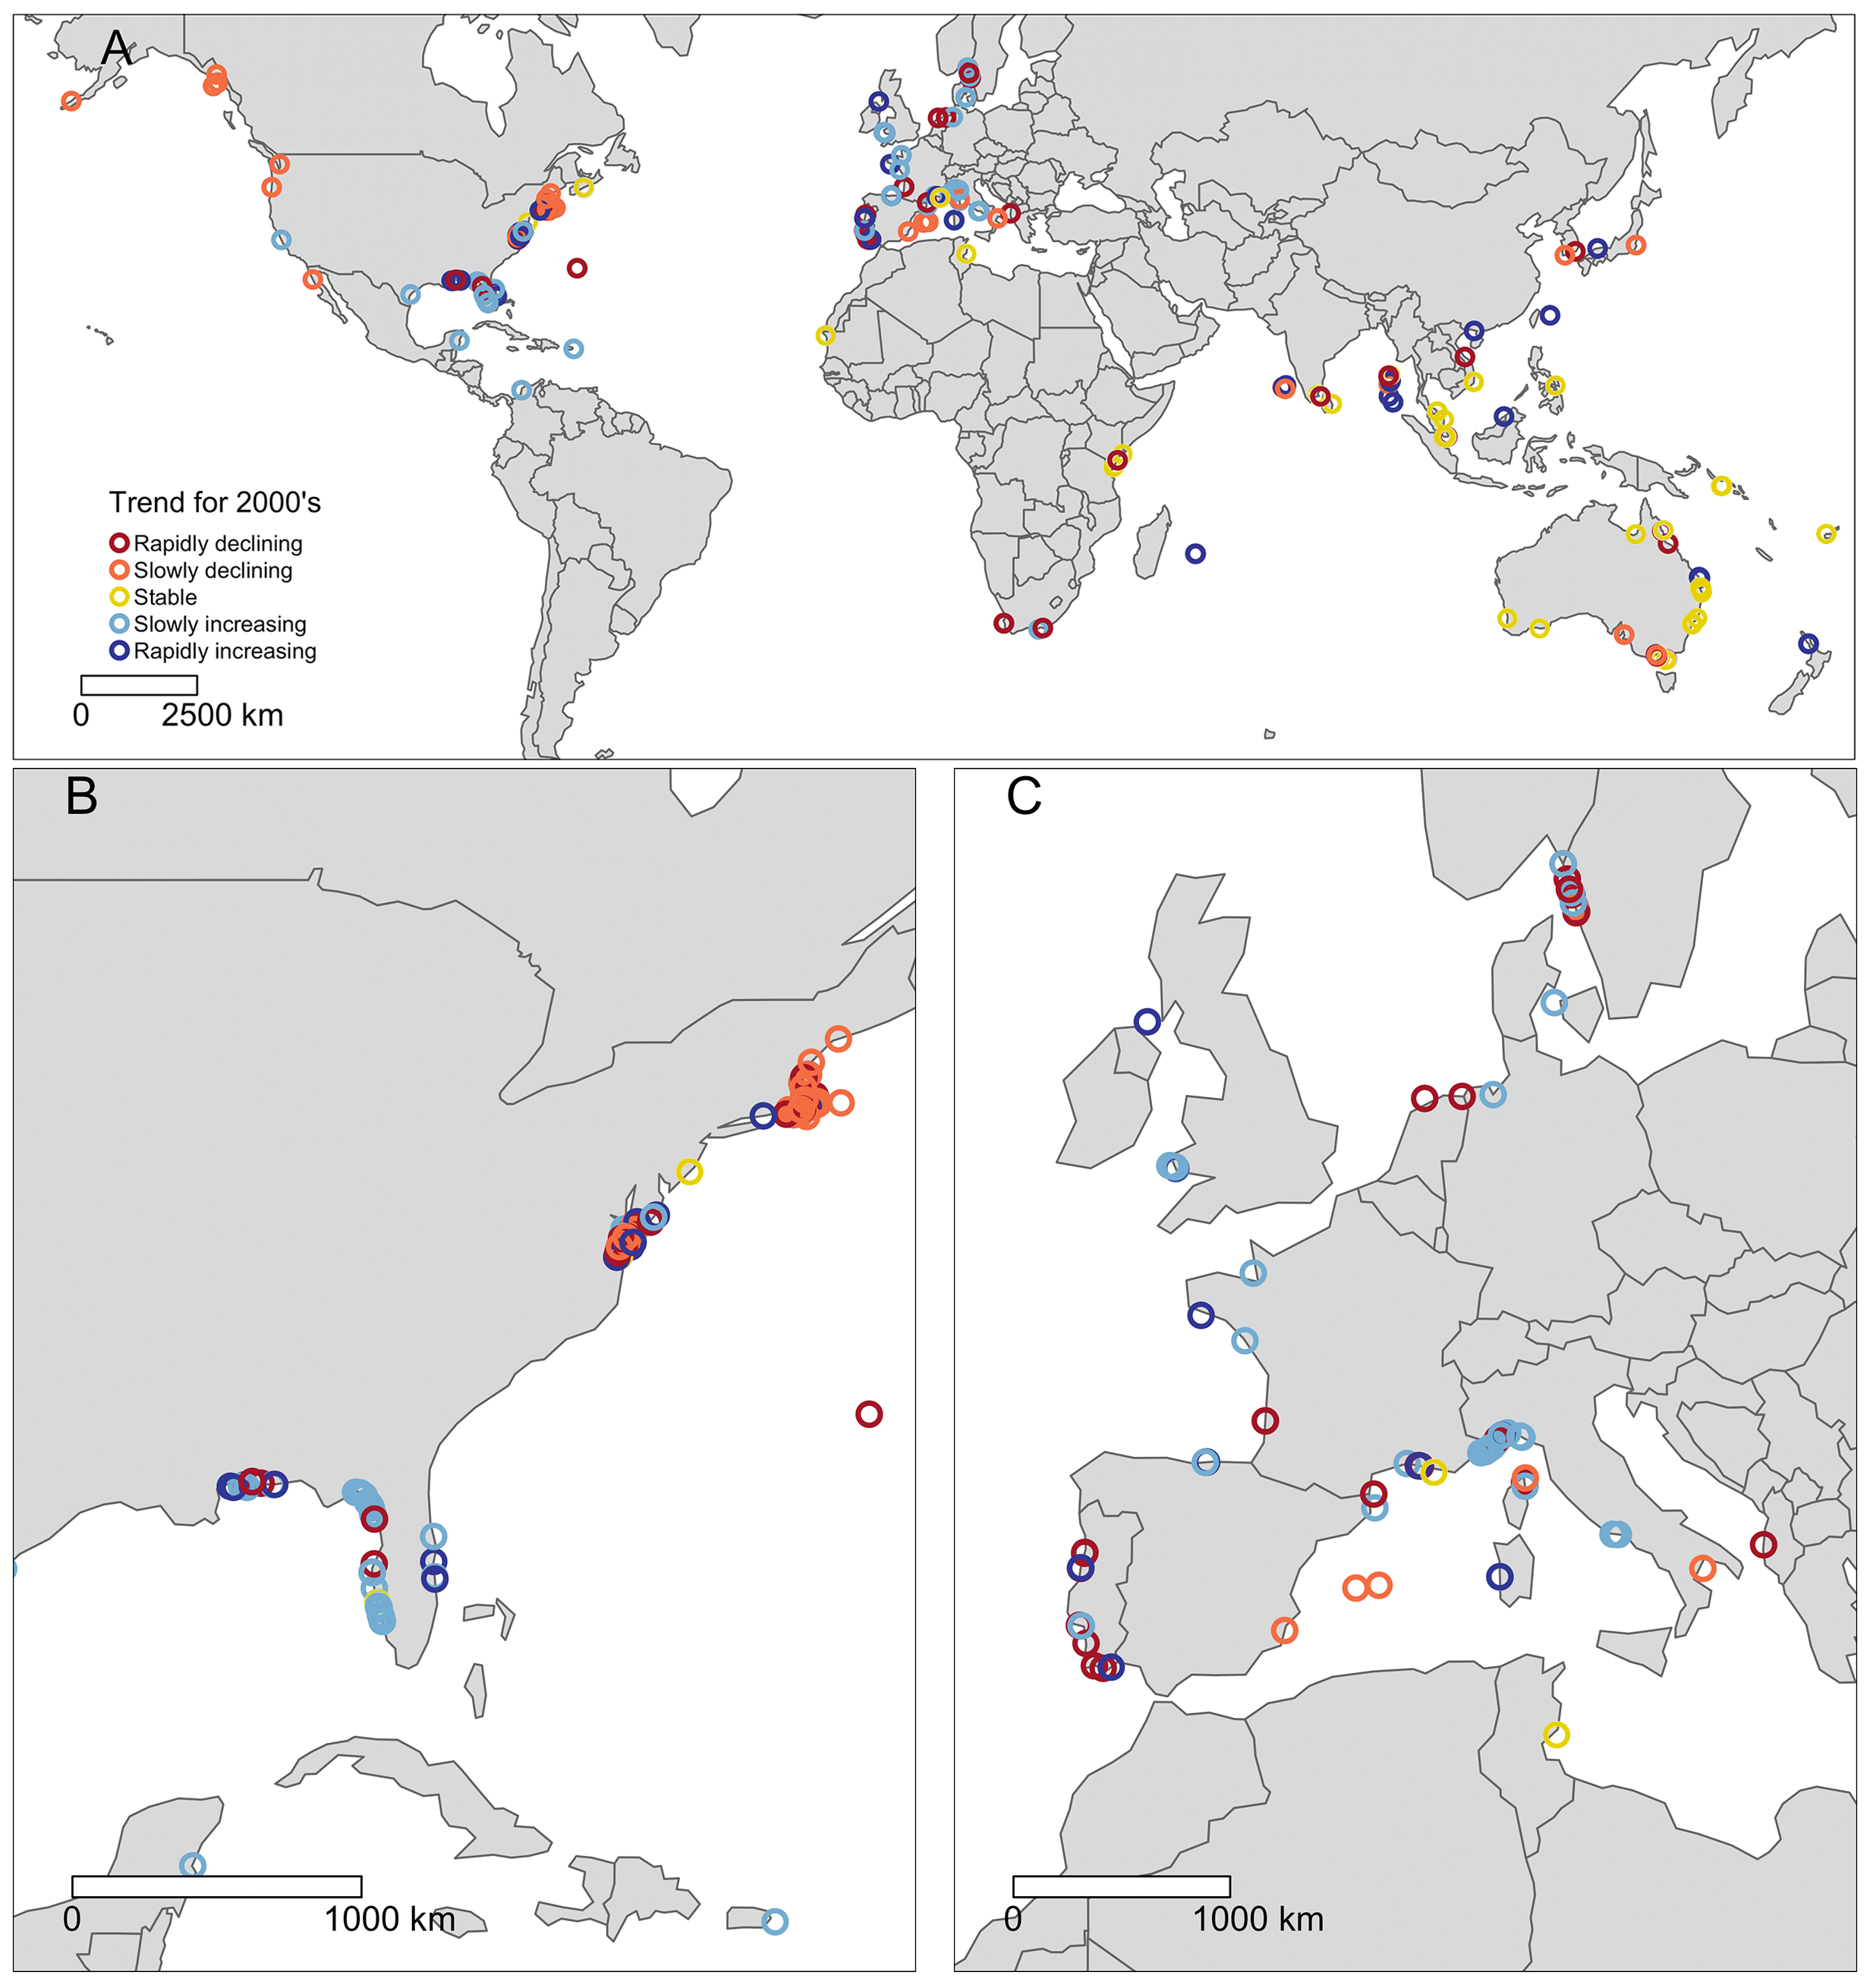 A
Trend for 2000's
Rapidly declining
Slowly declining
Stable
Slowly increasing
Rapidly increasing
0 2500 km
B
C
0 1000 km
0 1000 km